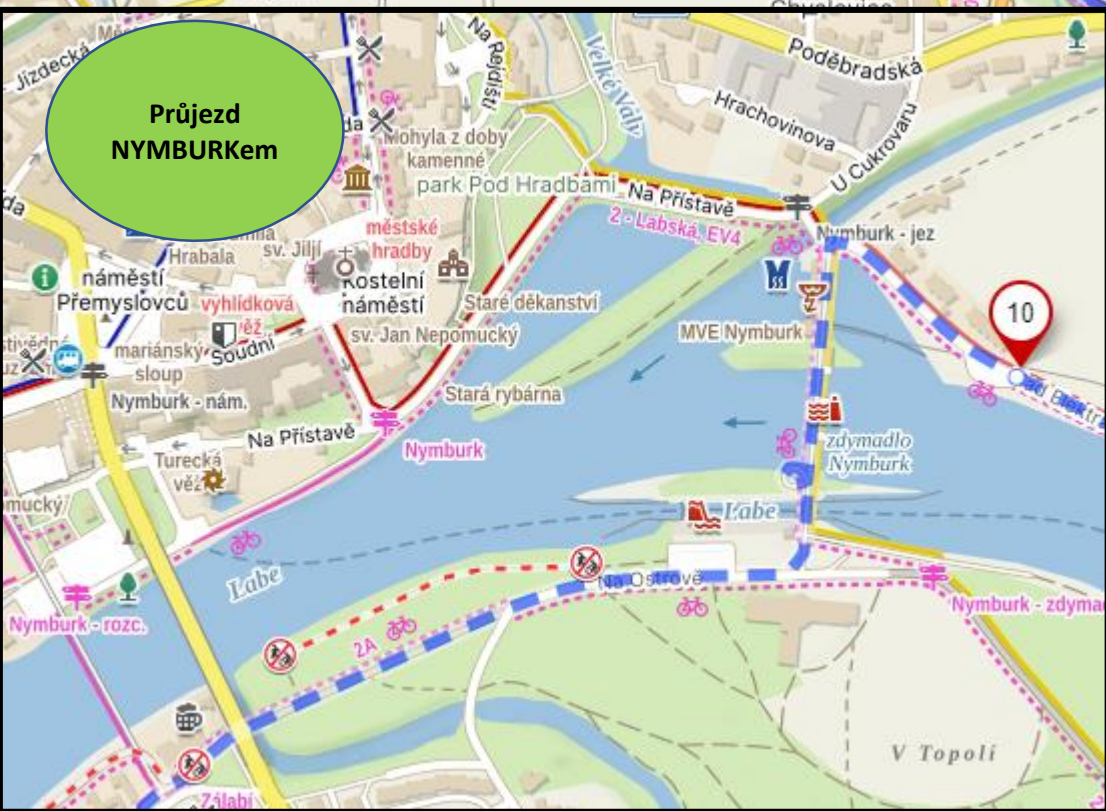 Chvalovice
Jízdecká
Průjezd
NYMBURKem
Na Rejdišti
Velké Valy
Poděbradská
Hrachovinova
U Cukrovaru
Mohyla z doby
kamenné
park Pod Hradbami
Na Přístavě
2 - Labská, EV4
Nymburk - jez
městské
hradby
Hrabala
sv. Jiljí
náměstí
Přemyslovců
vyhlídková
věž
Kostelní
náměstí
Staré děkanství
sv. Jan Nepomucký
MVE Nymburk
10
Soudní
mariánský
sloup
Nymburk - nám.
Stará rybárna
Na Přístavě
Nymburk
Turecká
věž
zdymadlo
Nymburk
Labe
Labe
Na Ostrově
Nymburk - rozc.
2A
Nymburk - zdyma
V Topolí
Zálabí